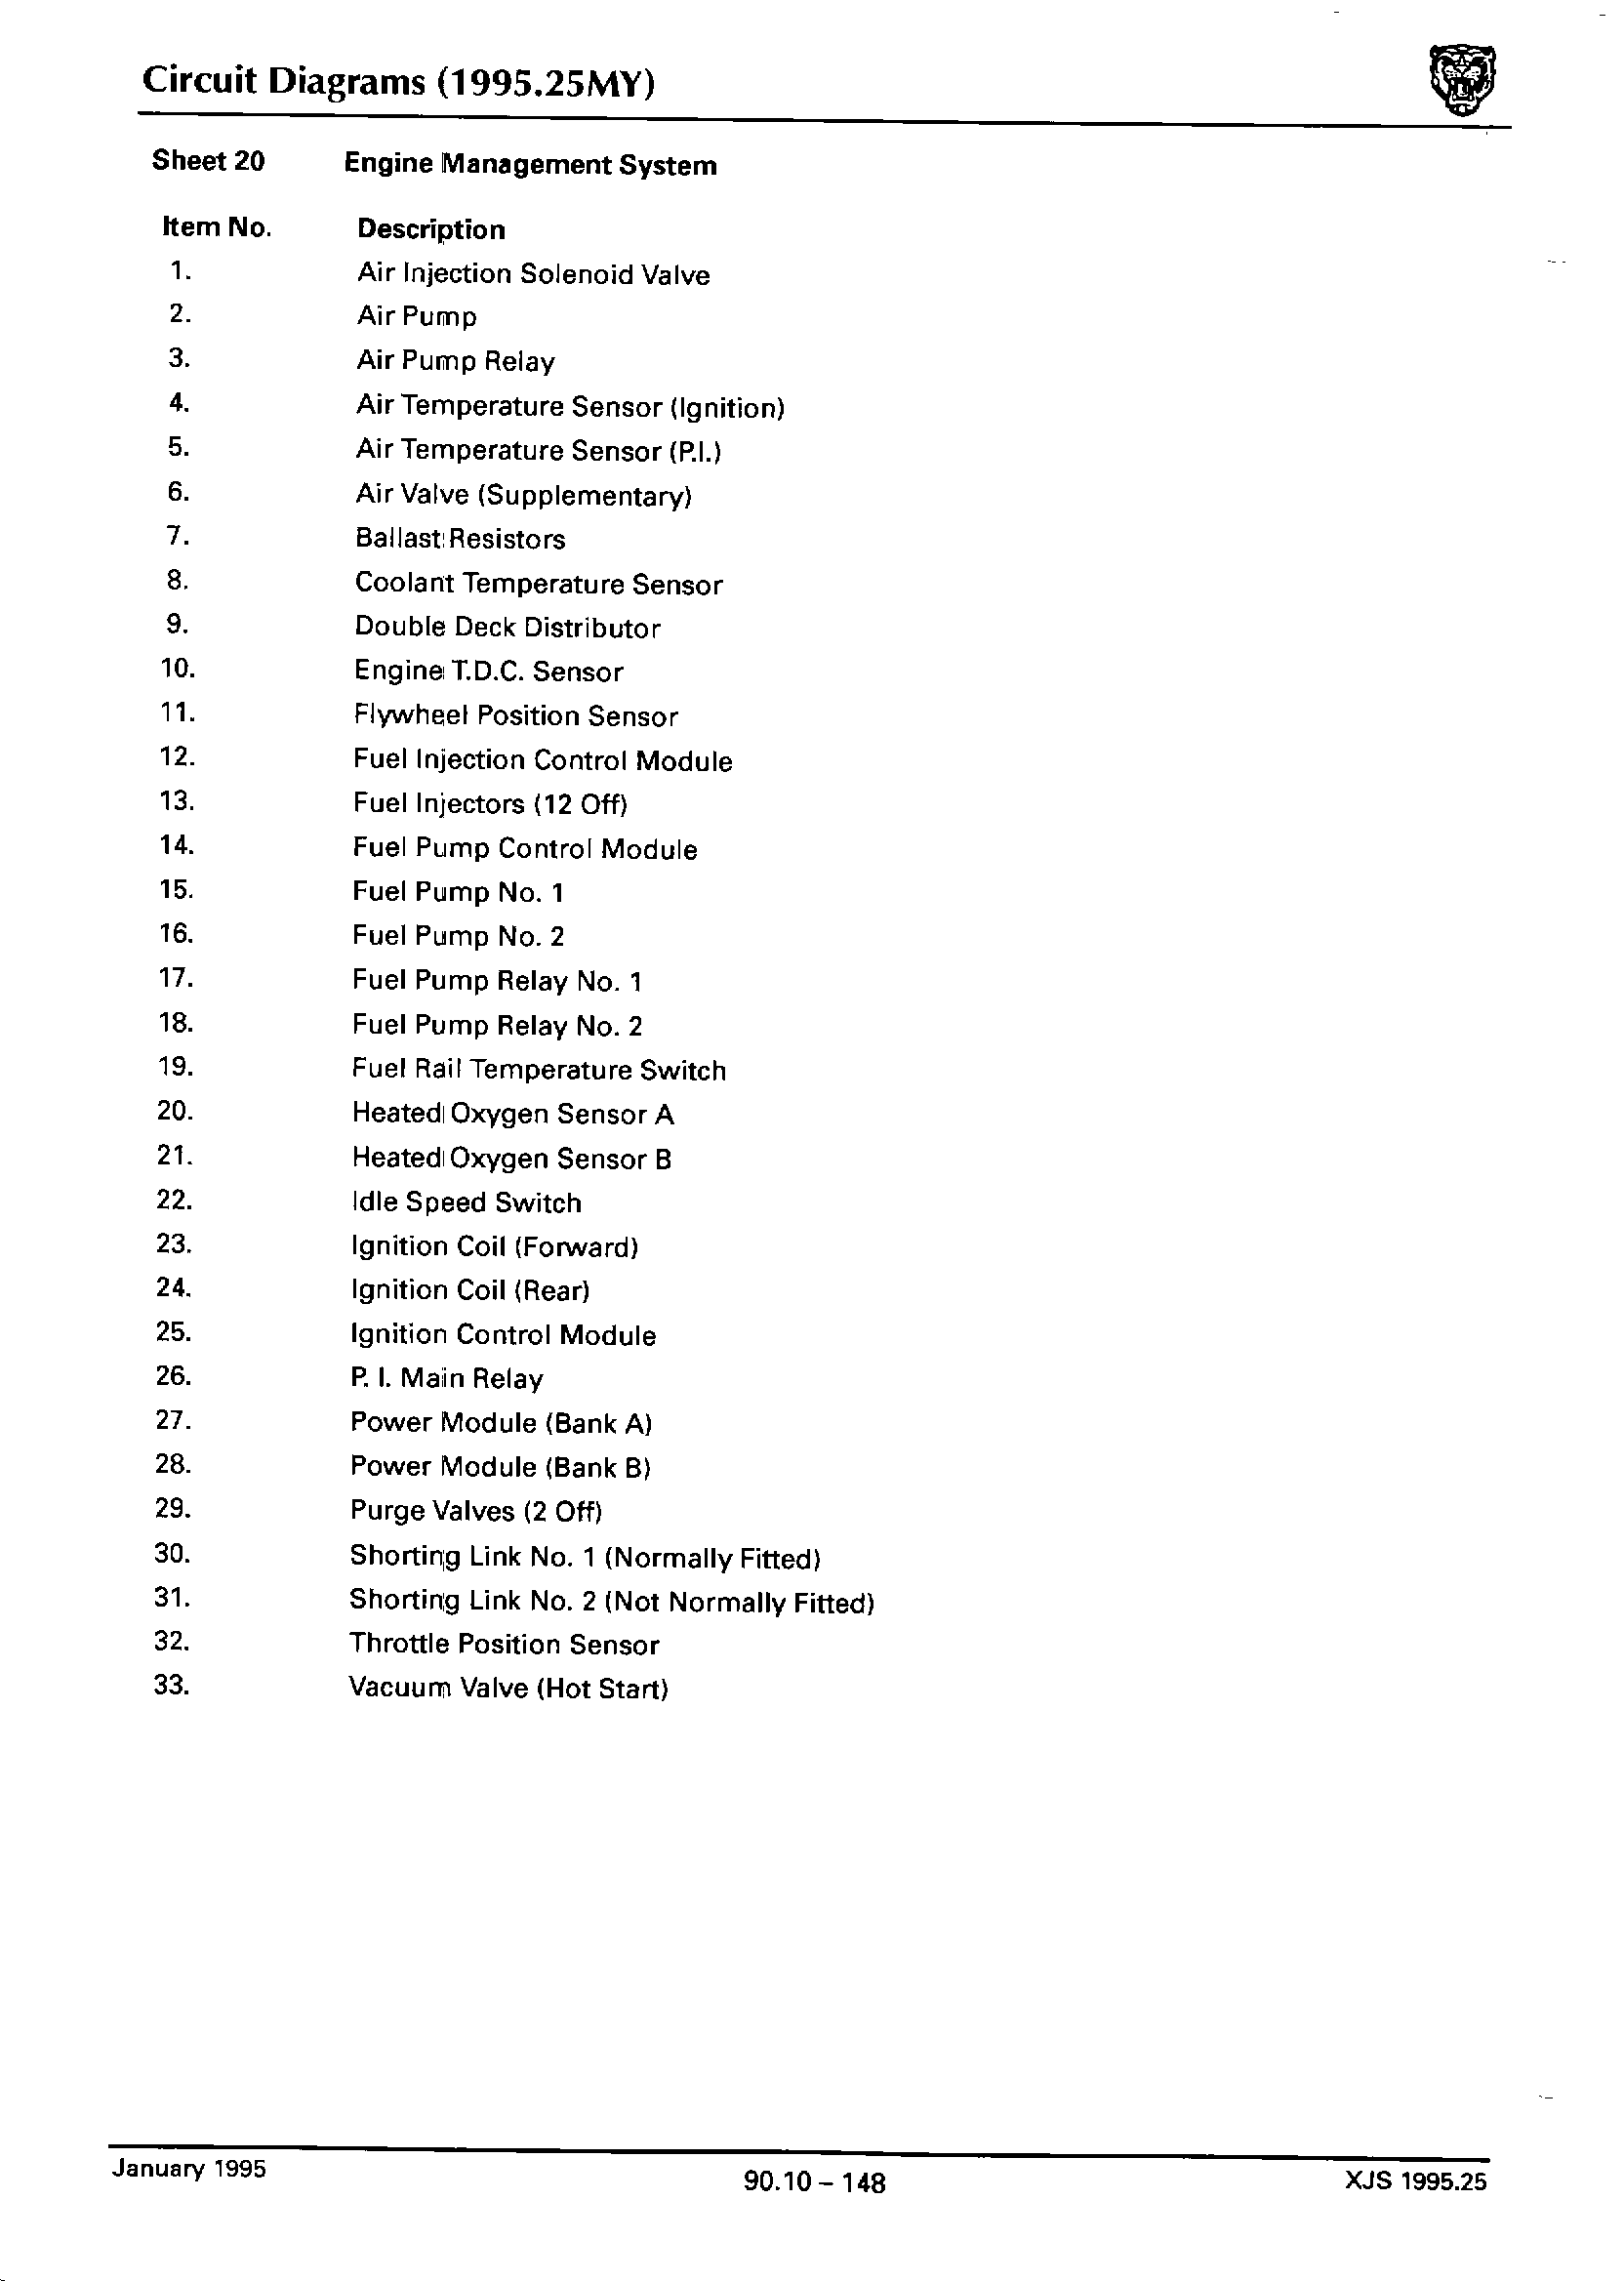 Circuit Diagrams (1995.25MY)
Sheet 20 Engine Management System
Item No. Description
1. Air Injection Solenoid Valve
2. Air Pump
3. Air Pump Relay
4. Air Temperature Sensor (Ignition)
5. Air Temperature Sensor (P.I.)
6. Air Valve (Supplementary)
7. Ballast Resistors
8. Coolant Temperature Sensor
9. Double Deck Distributor
10. Engine T.D.C. Sensor
11. Flywheel Position Sensor
12. Fuel Injection Control Module
13. Fuel Injectors (12 Off)
14. Fuel Pump Control Module
15. Fuel Pump No. 1
16. Fuel Pump No. 2
17. Fuel Pump Relay No. 1
18. Fuel Pump Relay No. 2
19. Fuel Rail Temperature Switch
20. Heated Oxygen Sensor A
21. Heated Oxygen Sensor B
22. Idle Speed Switch
23. Ignition Coil (Forward)
24. Ignition Coil (Rear)
25. Ignition Control Module
26. P. I. Main Relay
27. Power Module (Bank A)
28. Power Module (Bank B)
29. Purge Valves (2 Off)
30. Shorting Link No. 1 (Normally Fitted)
31. Shorting Link No. 2 (Not Normally Fitted)
32. Throttle Position Sensor
33. Vacuum Valve (Hot Start)
January 1995 90.10 – 148 XJS 1995.25